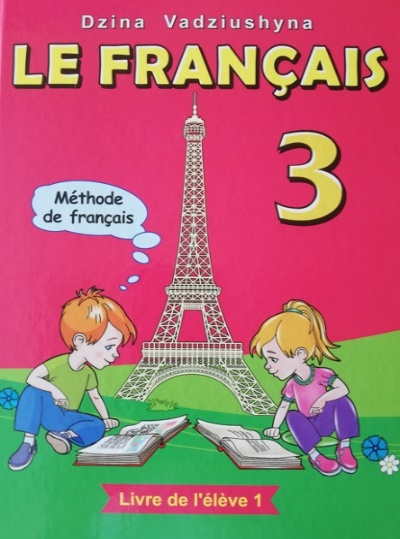 Dzina Vadziushyna
LE FRANÇAIS
3
Méthode
de français
Livre de l'élève 1